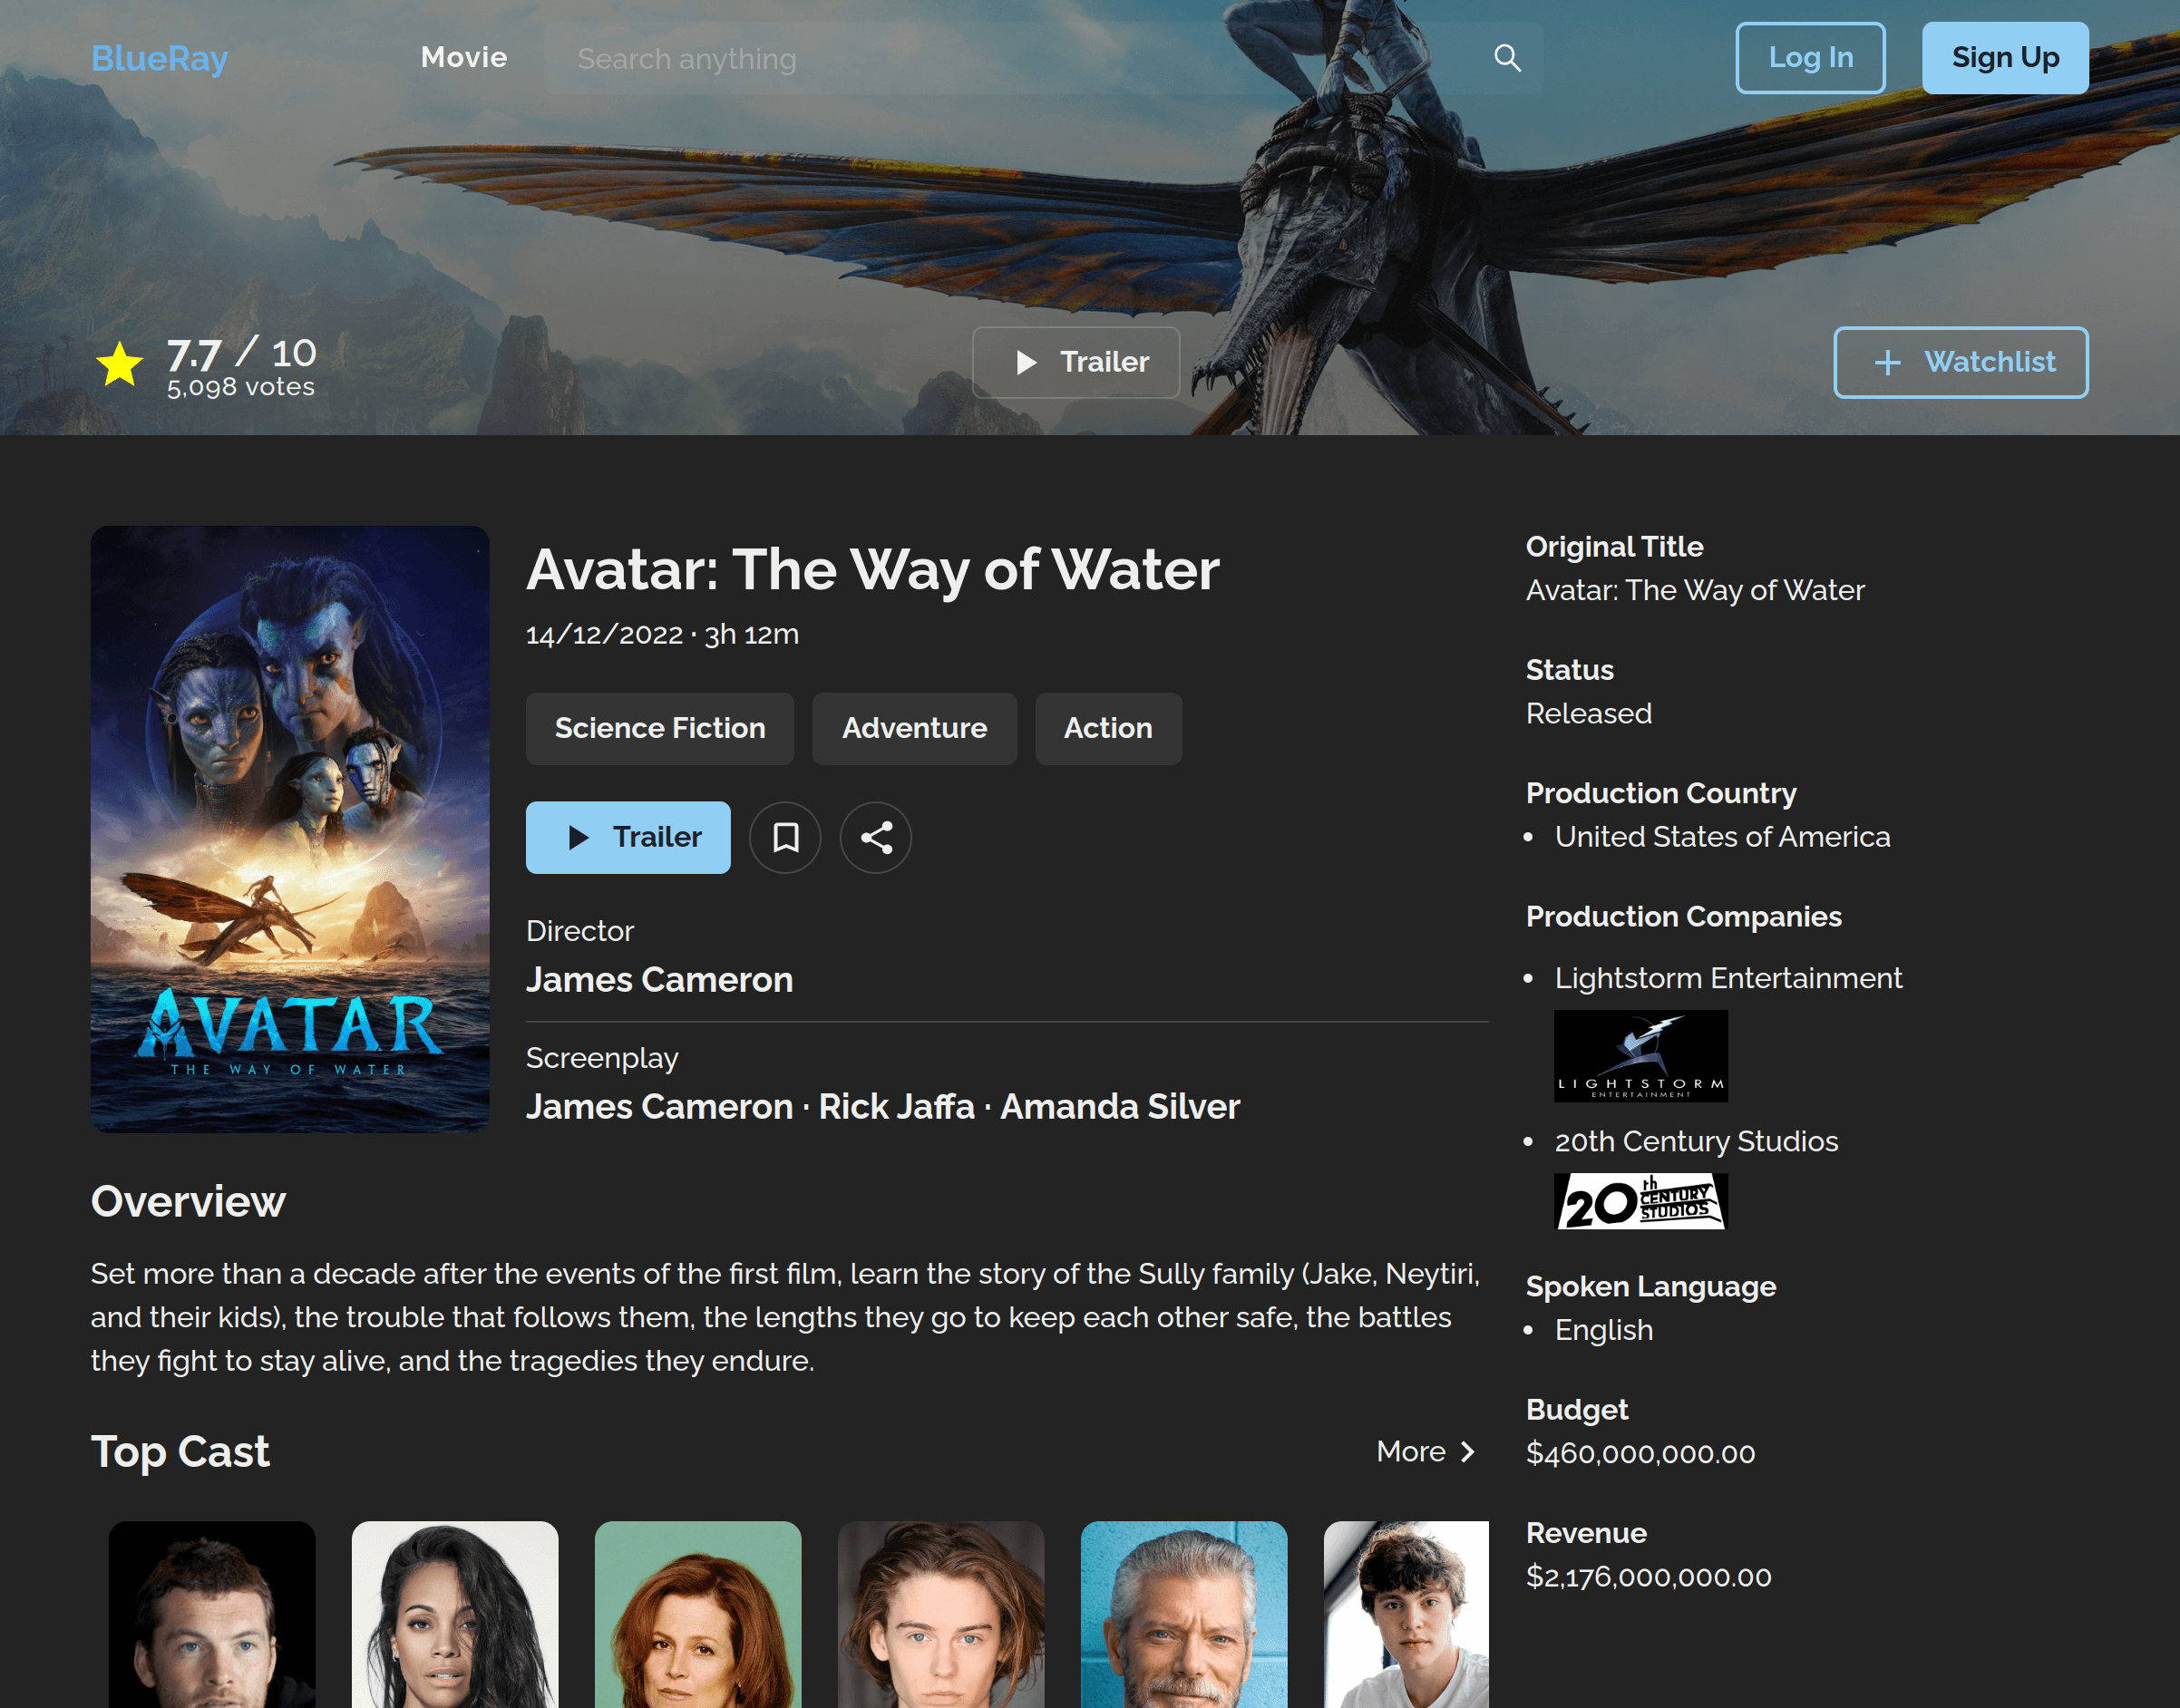 BlueRay
Movie
Search anything
Log In
Sign Up
7.7 / 10
5,098 votes
Trailer
Watchlist
Avatar: The Way of Water
14/12/2022 · 3h 12m
Science Fiction
Adventure
Action
Trailer
Director
James Cameron
Screenplay
James Cameron · Rick Jaffa · Amanda Silver
AVATAR
THE WAY OF WATER
Overview
Set more than a decade after the events of the first film, learn the story of the Sully family (Jake, Neytiri,
and their kids), the trouble that follows them, the lengths they go to keep each other safe, the battles
they fight to stay alive, and the tragedies they endure.
Top Cast
More
Original Title
Avatar: The Way of Water
Status
Released
Production Country
• United States of America
Production Companies
• Lightstorm Entertainment
LIGHTSTORM
ENTERTAINMENT
• 20th Century Studios
20th
CENTURY
STUDIOS
Spoken Language
• English
Budget
$460,000,000.00
Revenue
$2,176,000,000.00